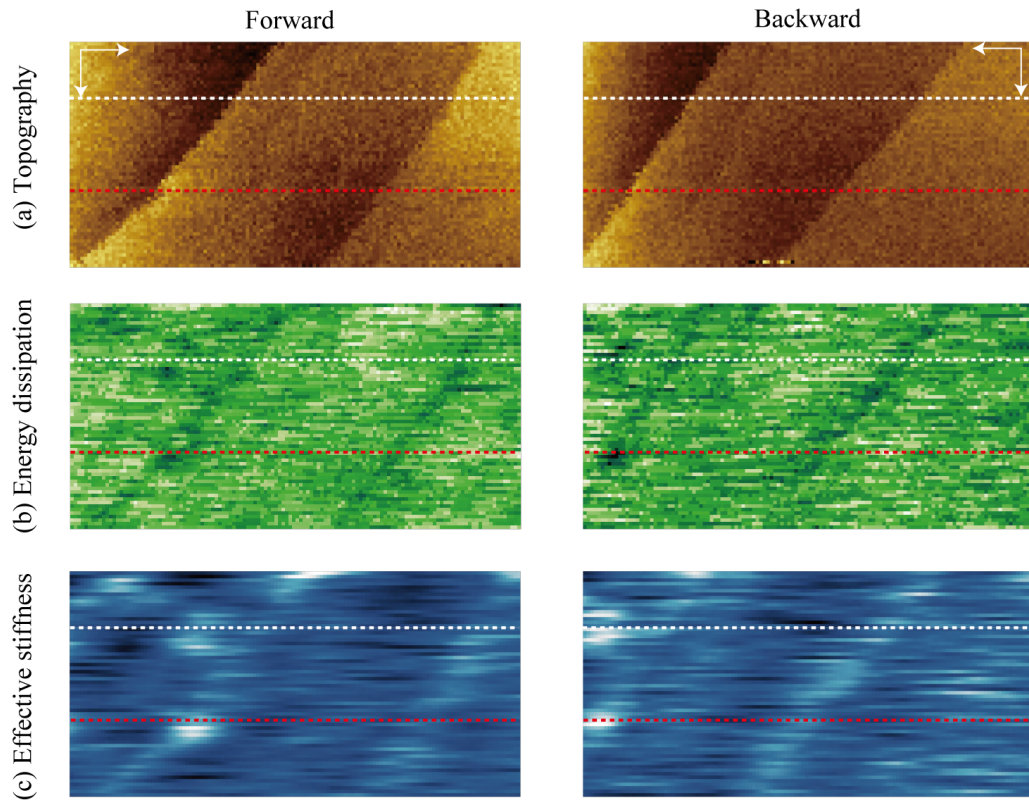 Forward
Backward
(a) Topography
(b) Energy dissipation
(c) Effective stiffness